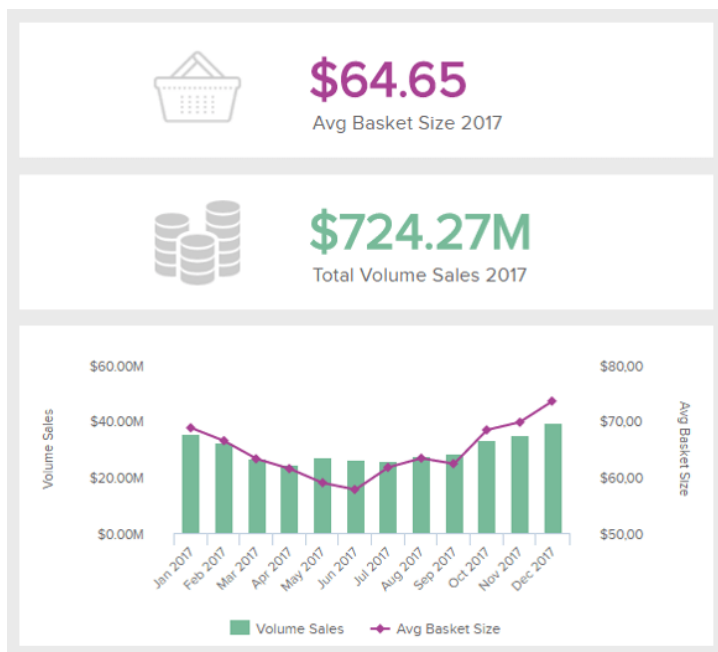 $64.65
Avg Basket Size 2017
$724.27M
Total Volume Sales 2017
$60.00M
$40.00M
$20.00M
$0.00M
Volume Sales
$80.00
$70.00
$60.00
$50.00
Avg Basket Size
Jan 2017
Feb 2017
Mar 2017
Apr 2017
May 2017
Jun 2017
Jul 2017
Aug 2017
Sep 2017
Oct 2017
Nov 2017
Dec 2017
Volume Sales
Avg Basket Size